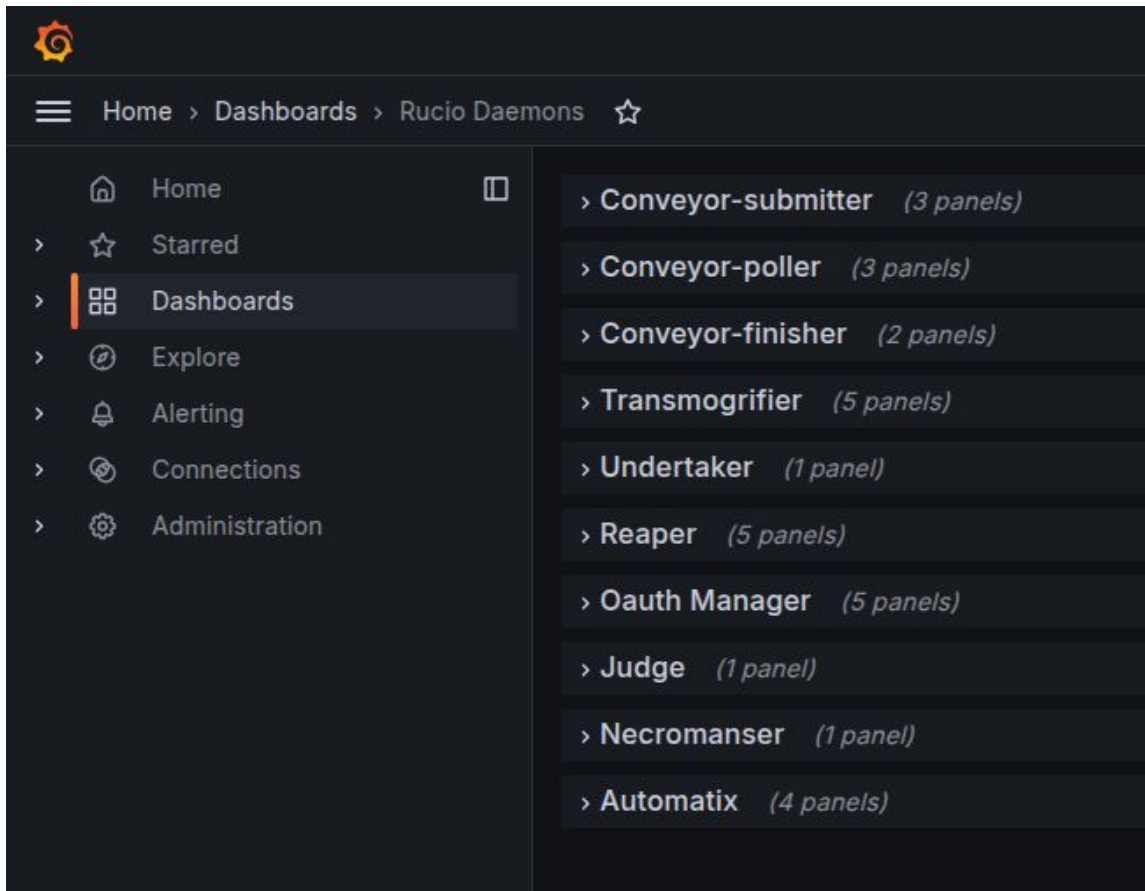 Home › Dashboards › Rucio Daemons
Home
Starred
Dashboards
Explore
Alerting
Connections
Administration
Conveyor-submitter (3 panels)
Conveyor-poller (3 panels)
Conveyor-finisher (2 panels)
Transmogrifier (5 panels)
Undertaker (1 panel)
Reaper (5 panels)
Oauth Manager (5 panels)
Judge (1 panel)
Necromanser (1 panel)
Automatix (4 panels)